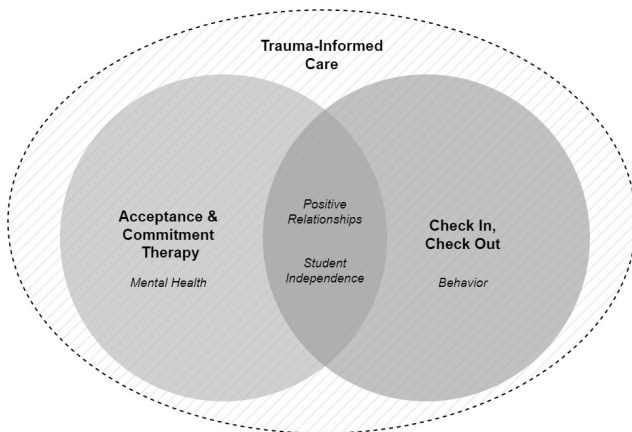 Trauma-Informed
Care
Acceptance &
Commitment
Therapy
Mental Health
Positive
Relationships
Student
Independence
Check In,
Check Out
Behavior